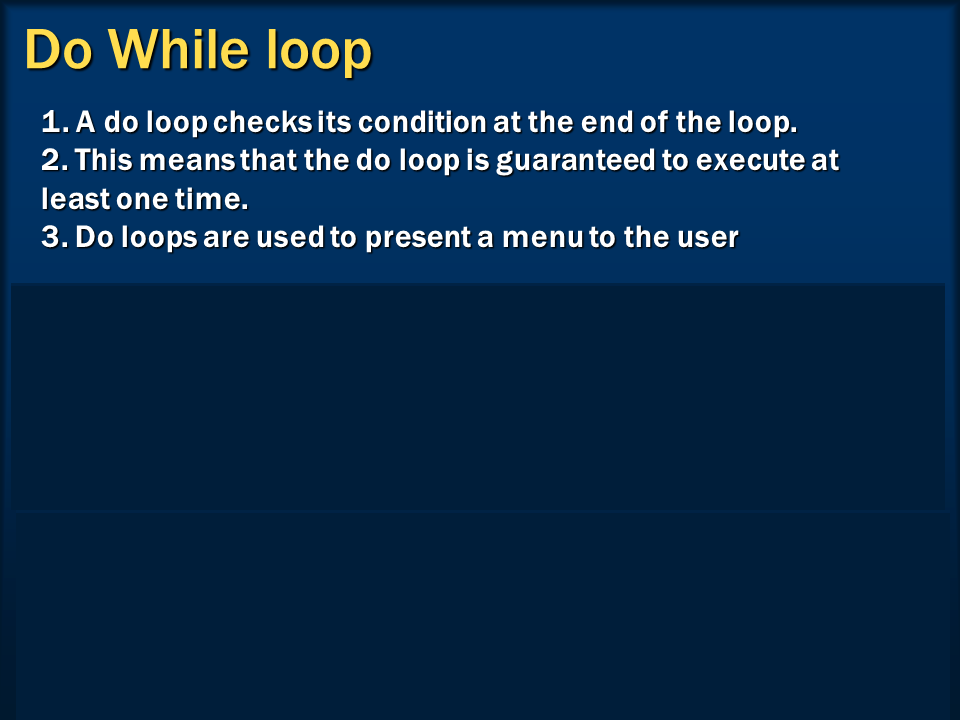 Do While loop
1. A do loop checks its condition at the end of the loop.
2. This means that the do loop is guaranteed to execute at
least one time.
3. Do loops are used to present a menu to the user